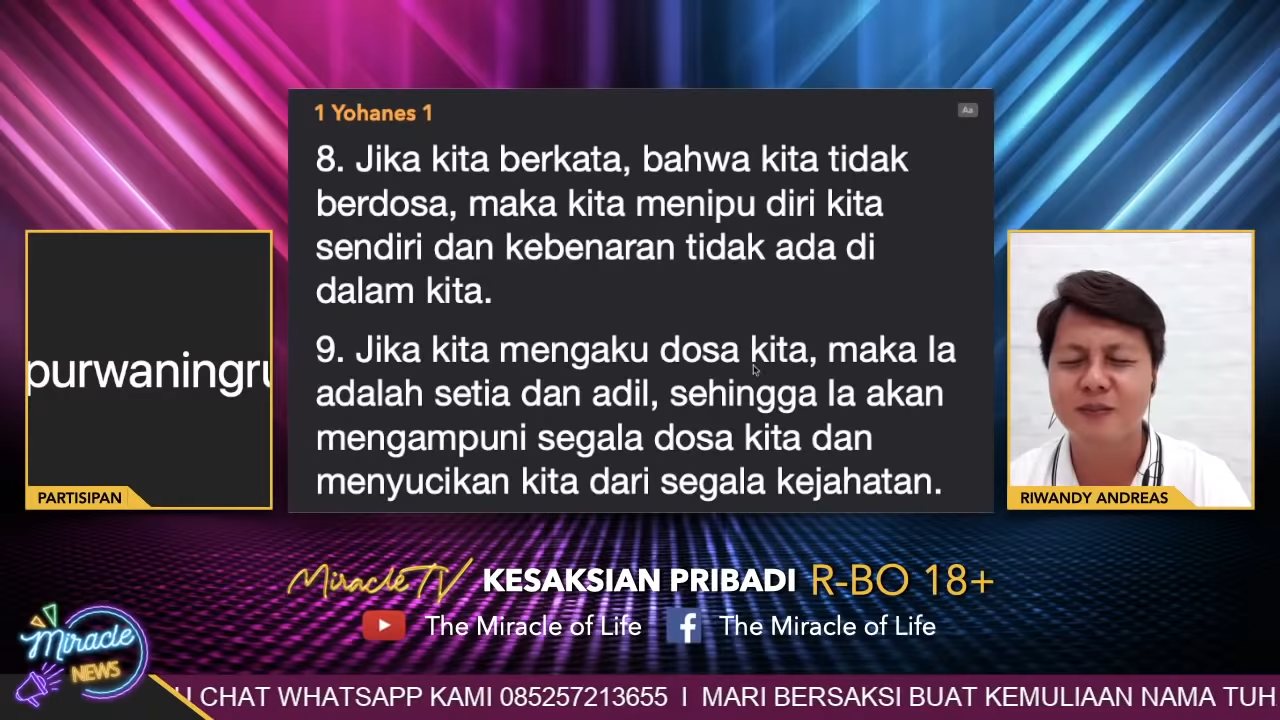 1 Yohanes 1
Aa
8. Jika kita berkata, bahwa kita tidak
berdosa, maka kita menipu diri kita
sendiri dan kebenaran tidak ada di
dalam kita.
9. Jika kita mengaku dosa kita, maka Ia
adalah setia dan adil, sehingga Ia akan
mengampuni segala dosa kita dan
menyucikan kita dari segala kejahatan.
purwaningru
PARTISIPAN
RIWANDY ANDREAS
Miracle TV KESAKSIAN PRIBADI R-BO 18+
The Miracle of Life f The Miracle of Life
Miracle
NEWS
U CHAT WHATSAPP KAMI 085257213655 I MARI BERSAKSI BUAT KEMULIAAN NAMA TUH